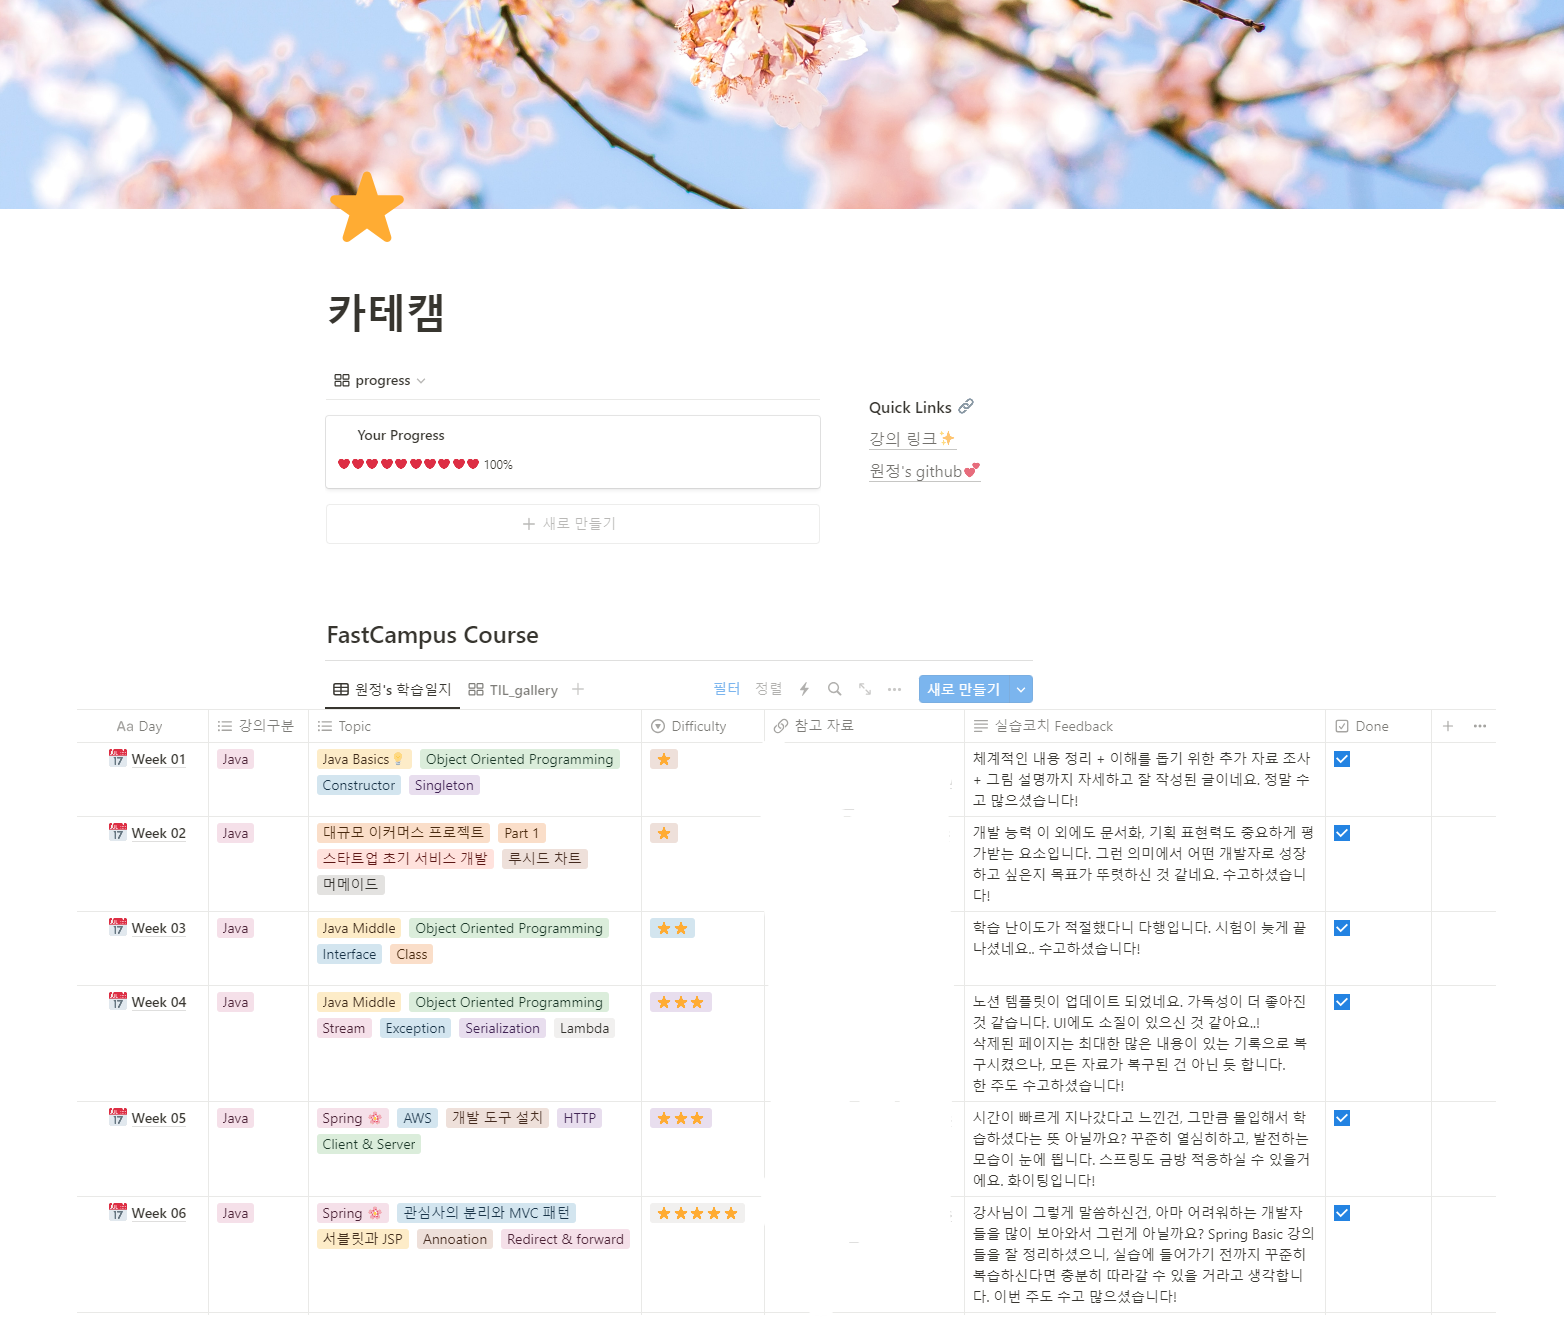 카테캠
progress
Your Progress
100%
새로 만들기
Quick Links
강의 링크
원정's github
FastCampus Course
원정's 학습일지 TIL_gallery 필터 정렬 새로 만들기
Aa Day 강의구분 Topic Difficulty 참고 자료 실습코치 Feedback Done
Week 01 Java Java Basics Object Oriented Programming
Constructor Singleton
체계적인 내용 정리 + 이해를 돕기 위한 추가 자료 조사
+ 그림 설명까지 자세하고 잘 작성된 글이네요. 정말 수
고 많으셨습니다!
Week 02 Java 대규모 이커머스 프로젝트 Part 1
스타트업 초기 서비스 개발 루시드 차트
머메이드
개발 능력 이 외에도 문서화, 기획 표현력도 중요하게 평
가받는 요소입니다. 그런 의미에서 어떤 개발자로 성장
하고 싶은지 목표가 뚜렷하신 것 같네요. 수고하셨습니
다!
Week 03 Java Java Middle Object Oriented Programming
Interface Class
학습 난이도가 적절했다니 다행입니다. 시험이 늦게 끝
나셨네요.. 수고하셨습니다!
Week 04 Java Java Middle Object Oriented Programming
Stream Exception Serialization Lambda
노션 템플릿이 업데이트 되었네요. 가독성이 더 좋아진
것 같습니다. UI에도 소질이 있으신 것 같아요..!
삭제된 페이지는 최대한 많은 내용이 있는 기록으로 복
구시켰으나, 모든 자료가 복구된 건 아닌 듯 합니다.
한 주도 수고하셨습니다!
Week 05 Java Spring AWS 개발 도구 설치 HTTP
Client & Server
시간이 빠르게 지나갔다고 느낀건, 그만큼 몰입해서 학
습하셨다는 뜻 아닐까요? 꾸준히 열심히하고, 발전하는
모습이 눈에 띕니다. 스프링도 금방 적응하실 수 있을거
에요. 화이팅입니다!
Week 06 Java Spring 관심사의 분리와 MVC 패턴
서블릿과 JSP Annoation Redirect & forward
강사님이 그렇게 말씀하신건, 아마 어려워하는 개발자
들을 많이 보아와서 그런게 아닐까요? Spring Basic 강의
들을 잘 정리하셨으니, 실습에 들어가기 전까지 꾸준히
복습하신다면 충분히 따라갈 수 있을 거라고 생각합니
다. 이번 주도 수고 많으셨습니다!